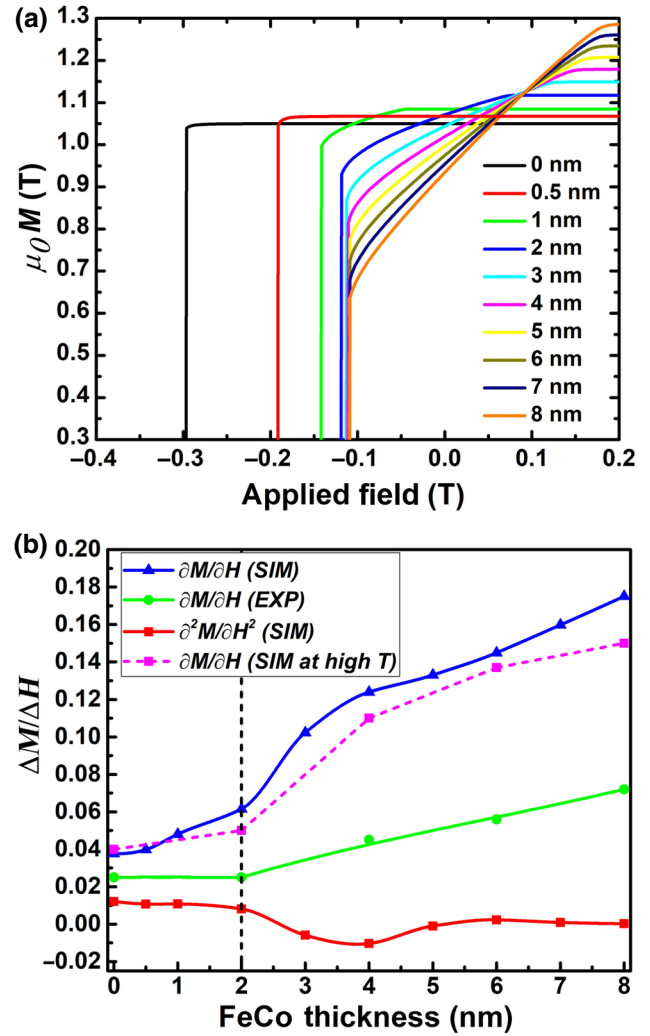 (a)
1.3
1.2
1.1
1.0
0.9
0.8
0.7
0.6
0.5
0.4
0.3
μ0 M (T)
0 nm
0.5 nm
1 nm
2 nm
3 nm
4 nm
5 nm
6 nm
7 nm
8 nm
−0.4 −0.3 −0.2 −0.1 0.0 0.1 0.2
Applied field (T)
(b)
0.20
0.18
0.16
0.14
0.12
0.10
0.08
0.06
0.04
0.02
0.00
−0.02
ΔM/ΔH
∂M/∂H (SIM)
∂M/∂H (EXP)
∂²M/∂H² (SIM)
∂M/∂H (SIM at high T)
0 1 2 3 4 5 6 7 8
FeCo thickness (nm)